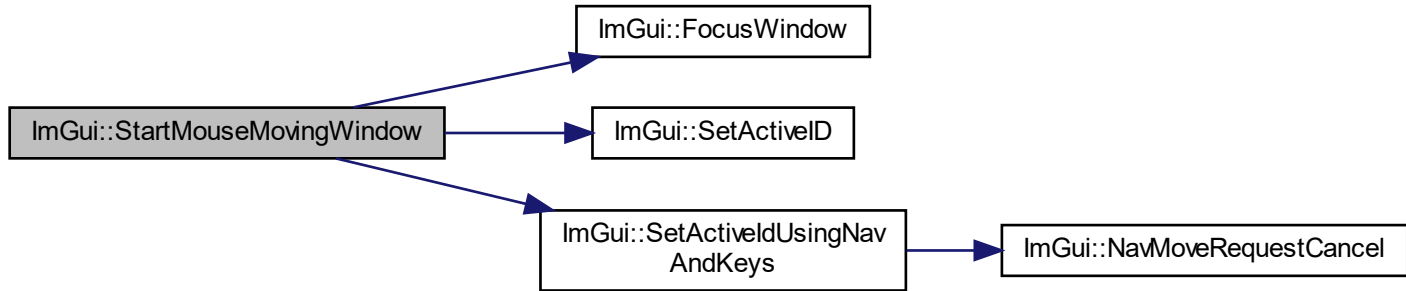 ImGui::FocusWindow
ImGui::StartMouseMovingWindow
ImGui::SetActiveID
ImGui::SetActiveIdUsingNav
AndKeys
ImGui::NavMoveRequestCancel